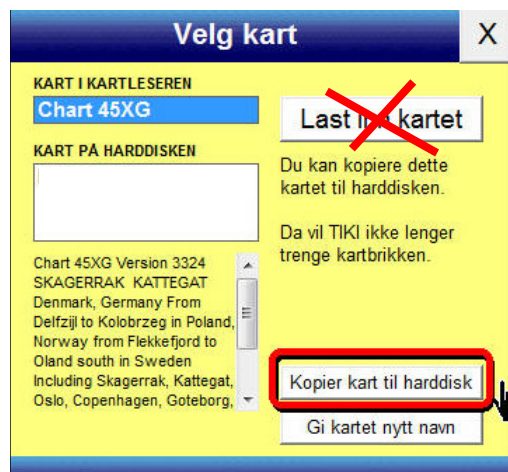 Velg kart
X
KART I KARTLESEREN
Chart 45XG
Last inn kartet
KART PÅ HARDDISKEN
Du kan kopiere dette
kartet til harddisken.
Da vil TIKI ikke lenger
trenge kartbrikken.
Chart 45XG Version 3324
SKAGERRAK KATTEGAT
Denmark, Germany From
Delfzijl to Kolobrzeg in Poland,
Norway from Flekkefjord to
Oland south in Sweden
Including Skagerrak, Kattegat,
Oslo, Copenhagen, Goteborg,
Kopier kart til harddisk
Gi kartet nytt navn